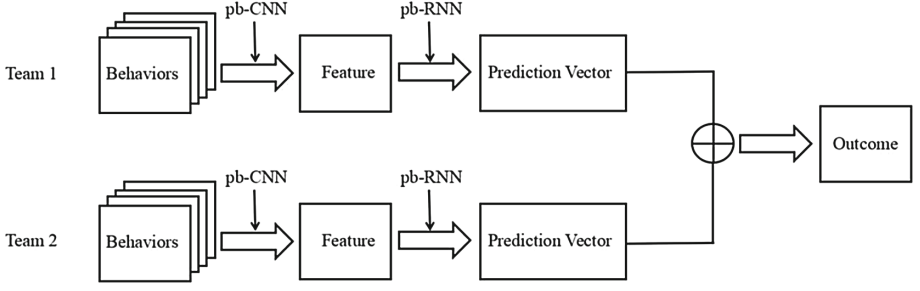 pb-CNN
pb-RNN
Team 1
Behaviors
Feature
Prediction Vector
Outcome
pb-CNN
pb-RNN
Team 2
Behaviors
Feature
Prediction Vector